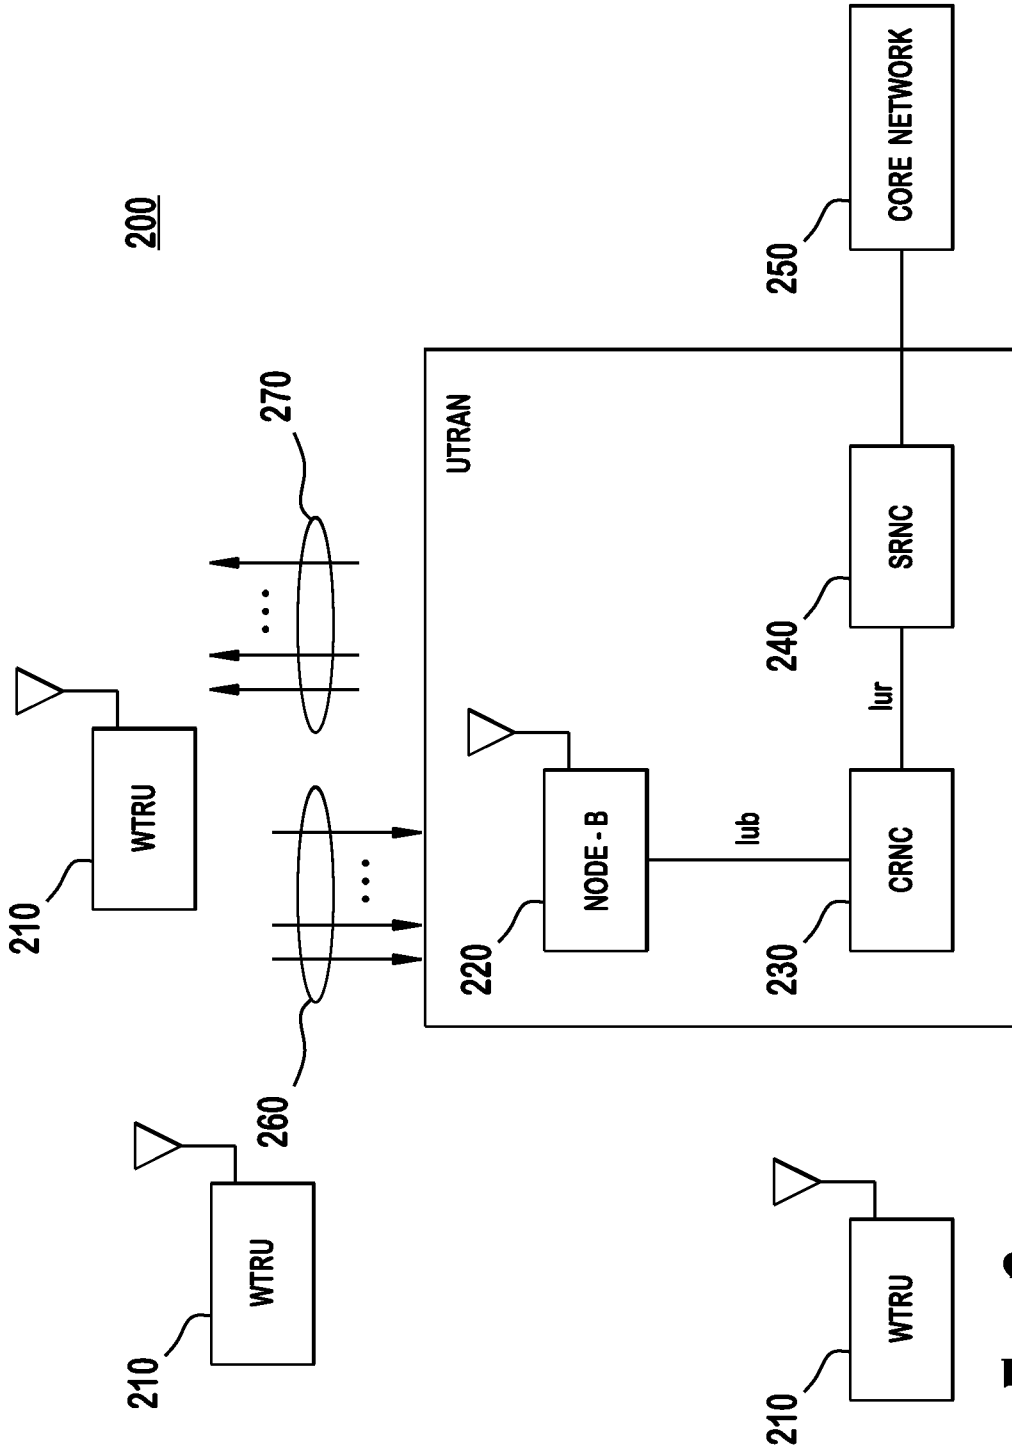 210
210
WTRU
200
WTRU
260
270
UTRAN
220
NODE - B
Iub
210
230
240
250
Iur
WTRU
CRNC
SRNC
CORE NETWORK